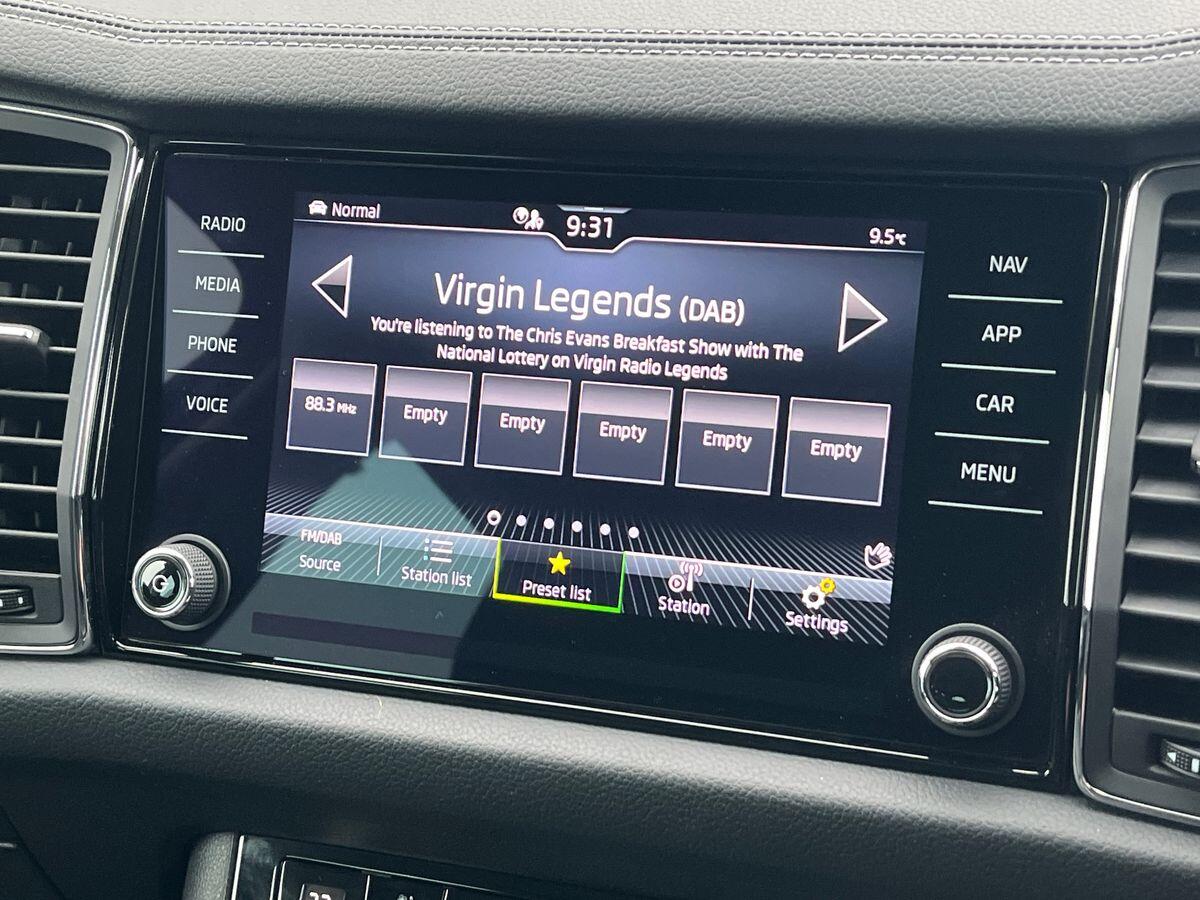 RADIO
MEDIA
PHONE
VOICE
Normal
9:31
9.5°C
Virgin Legends (DAB)
You're listening to The Chris Evans Breakfast Show with The
National Lottery on Virgin Radio Legends
88.3 MHz
Empty
Empty
Empty
Empty
Empty
FM/DAB
Source
Station list
Preset list
Station
Settings
NAV
APP
CAR
MENU